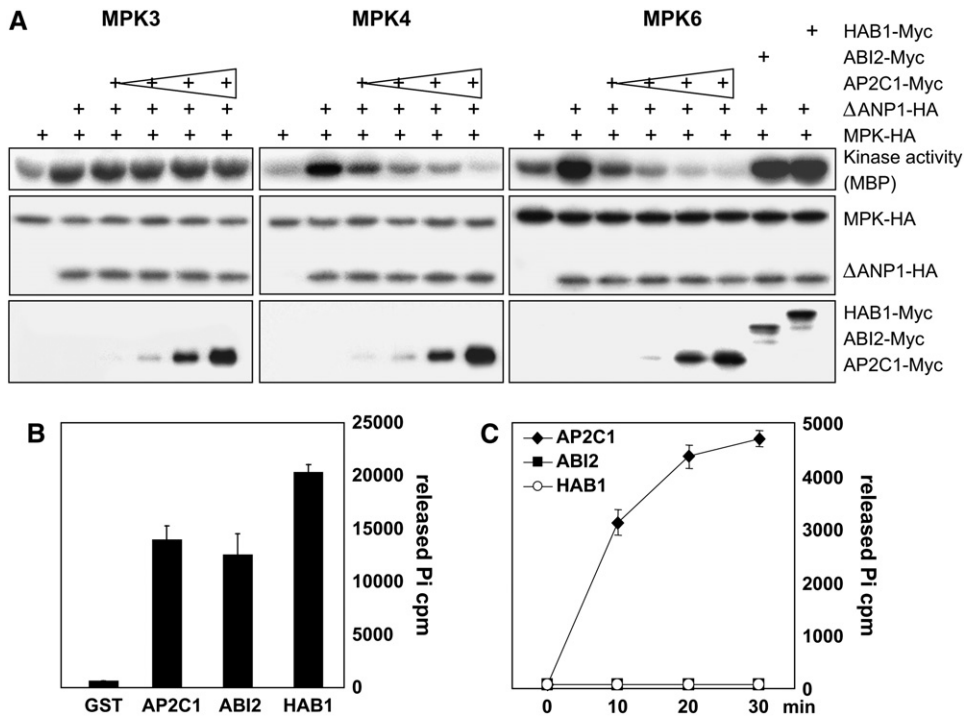 A
MPK3 MPK4 MPK6
+ HAB1-Myc
+ ABI2-Myc
+ + + + + + + + + + + + AP2C1-Myc
+ + + + + + + + + + + + + + + + + ΔANP1-HA
+ + + + + + + + + + + + + + + + + + + + MPK-HA
Kinase activity
(MBP)
MPK-HA
ΔANP1-HA
HAB1-Myc
ABI2-Myc
AP2C1-Myc
B
25000
20000
15000
10000
5000
0
released Pi cpm
GST AP2C1 ABI2 HAB1
C
AP2C1
ABI2
HAB1
5000
4000
3000
2000
1000
0
released Pi cpm
0 10 20 30 min